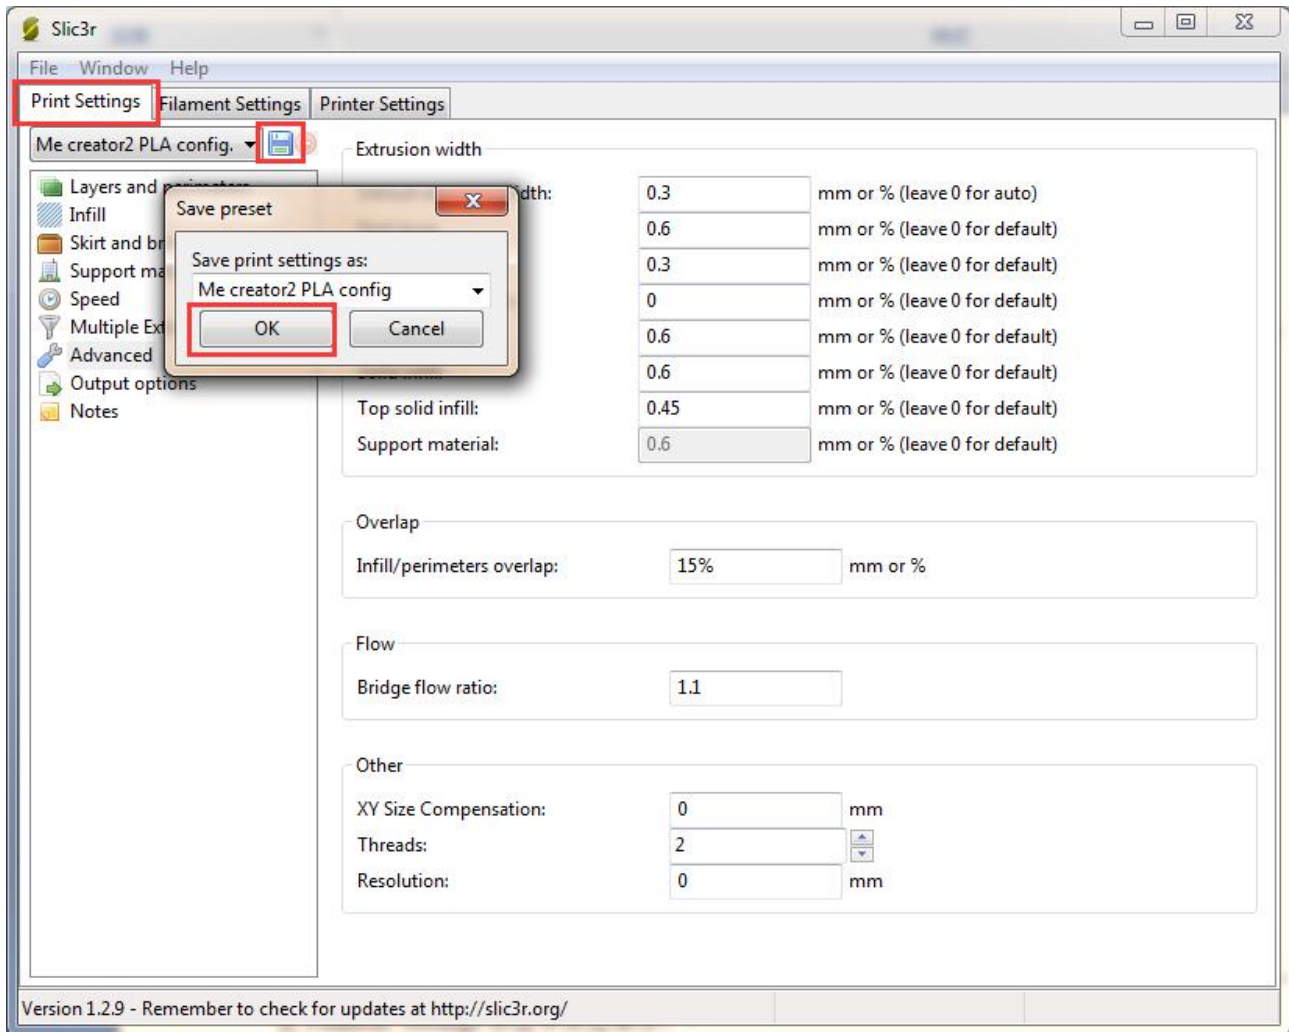 Slic3r
File Window Help
Print Settings Filament Settings Printer Settings
Me creator2 PLA config.
Layers and perimeters
Infill
Skirt and br
Support ma
Speed
Multiple Ext
Advanced
Output options
Notes
Save preset
Save print settings as:
Me creator2 PLA config
OK Cancel
Extrusion width
dth: 0.3 mm or % (leave 0 for auto)
0.6 mm or % (leave 0 for default)
0.3 mm or % (leave 0 for default)
0 mm or % (leave 0 for default)
0.6 mm or % (leave 0 for default)
Solid infill: 0.6 mm or % (leave 0 for default)
Top solid infill: 0.45 mm or % (leave 0 for default)
Support material: 0.6 mm or % (leave 0 for default)
Overlap
Infill/perimeters overlap: 15% mm or %
Flow
Bridge flow ratio: 1.1
Other
XY Size Compensation: 0 mm
Threads: 2
Resolution: 0 mm
Version 1.2.9 - Remember to check for updates at http://slic3r.org/